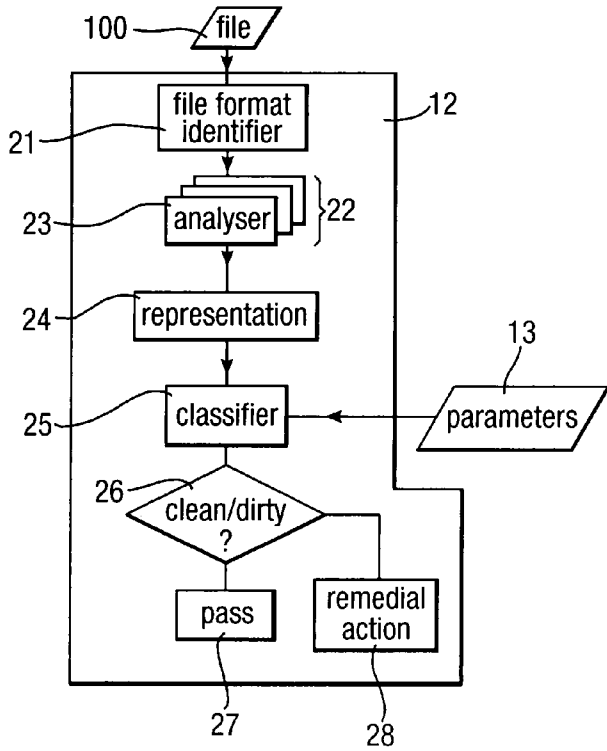 100
file
file format
identifier
12
21
23
analyser
22
24
representation
13
25
classifier
parameters
26
clean/dirty
?
pass
remedial
action
27
28